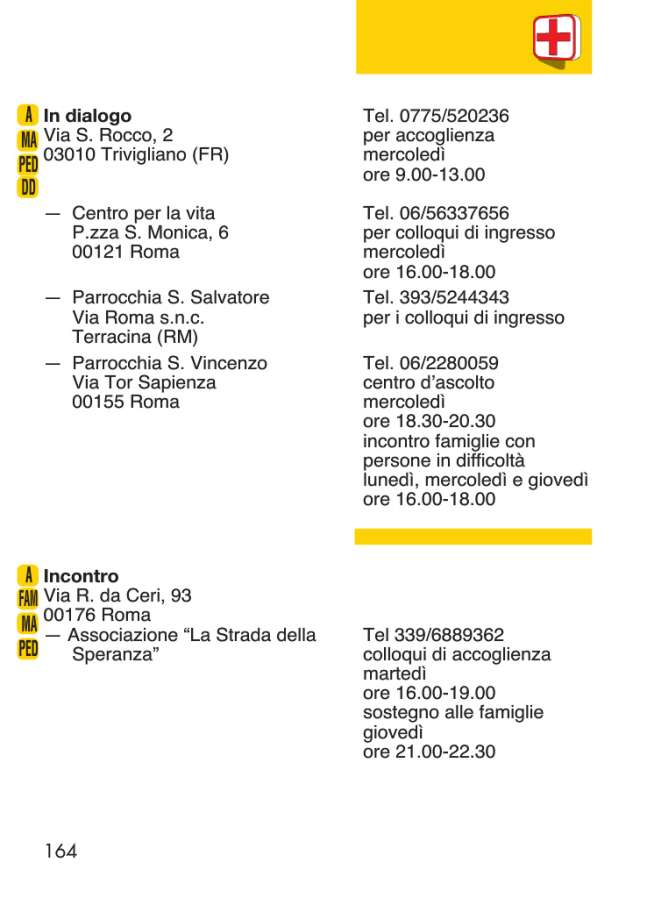 A
MA
PED
DD
In dialogo
Via S. Rocco, 2
03010 Trivigliano (FR)
Tel. 0775/520236
per accoglienza
mercoledì
ore 9.00-13.00
— Centro per la vita
P.zza S. Monica, 6
00121 Roma
Tel. 06/56337656
per colloqui di ingresso
mercoledì
ore 16.00-18.00
— Parrocchia S. Salvatore
Via Roma s.n.c.
Terracina (RM)
Tel. 393/5244343
per i colloqui di ingresso
— Parrocchia S. Vincenzo
Via Tor Sapienza
00155 Roma
Tel. 06/2280059
centro d’ascolto
mercoledì
ore 18.30-20.30
incontro famiglie con
persone in difficoltà
lunedì, mercoledì e giovedì
ore 16.00-18.00
A
FAM
MA
PED
Incontro
Via R. da Ceri, 93
00176 Roma
— Associazione “La Strada della
Speranza”
Tel 339/6889362
colloqui di accoglienza
martedì
ore 16.00-19.00
sostegno alle famiglie
giovedì
ore 21.00-22.30
164